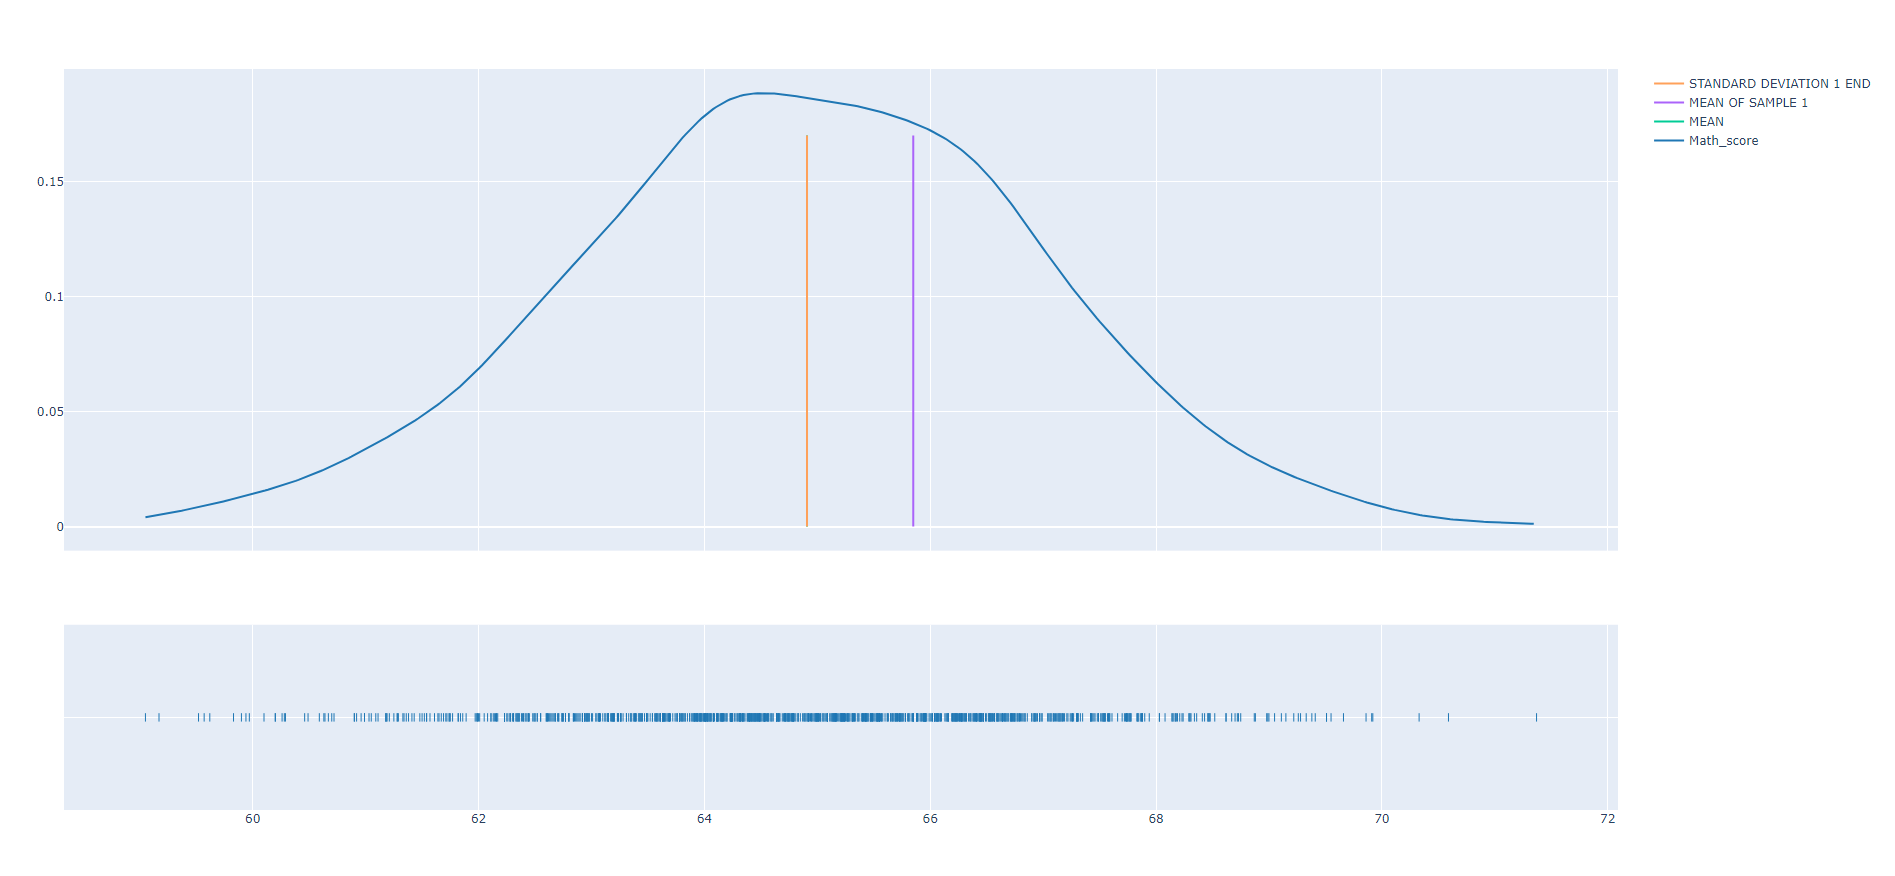 STANDARD DEVIATION 1 END
MEAN OF SAMPLE 1
MEAN
Math_score
0.15
0.1
0.05
0
60 62 64 66 68 70 72